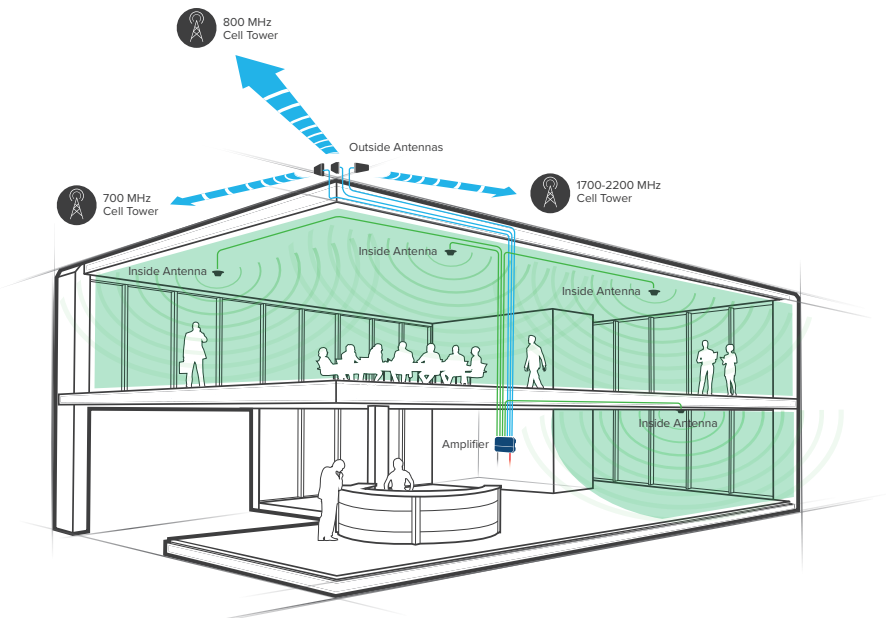 800 MHz
Cell Tower
Outside Antennas
700 MHz
Cell Tower
1700-2200 MHz
Cell Tower
Inside Antenna
Inside Antenna
Inside Antenna
Inside Antenna
Amplifier